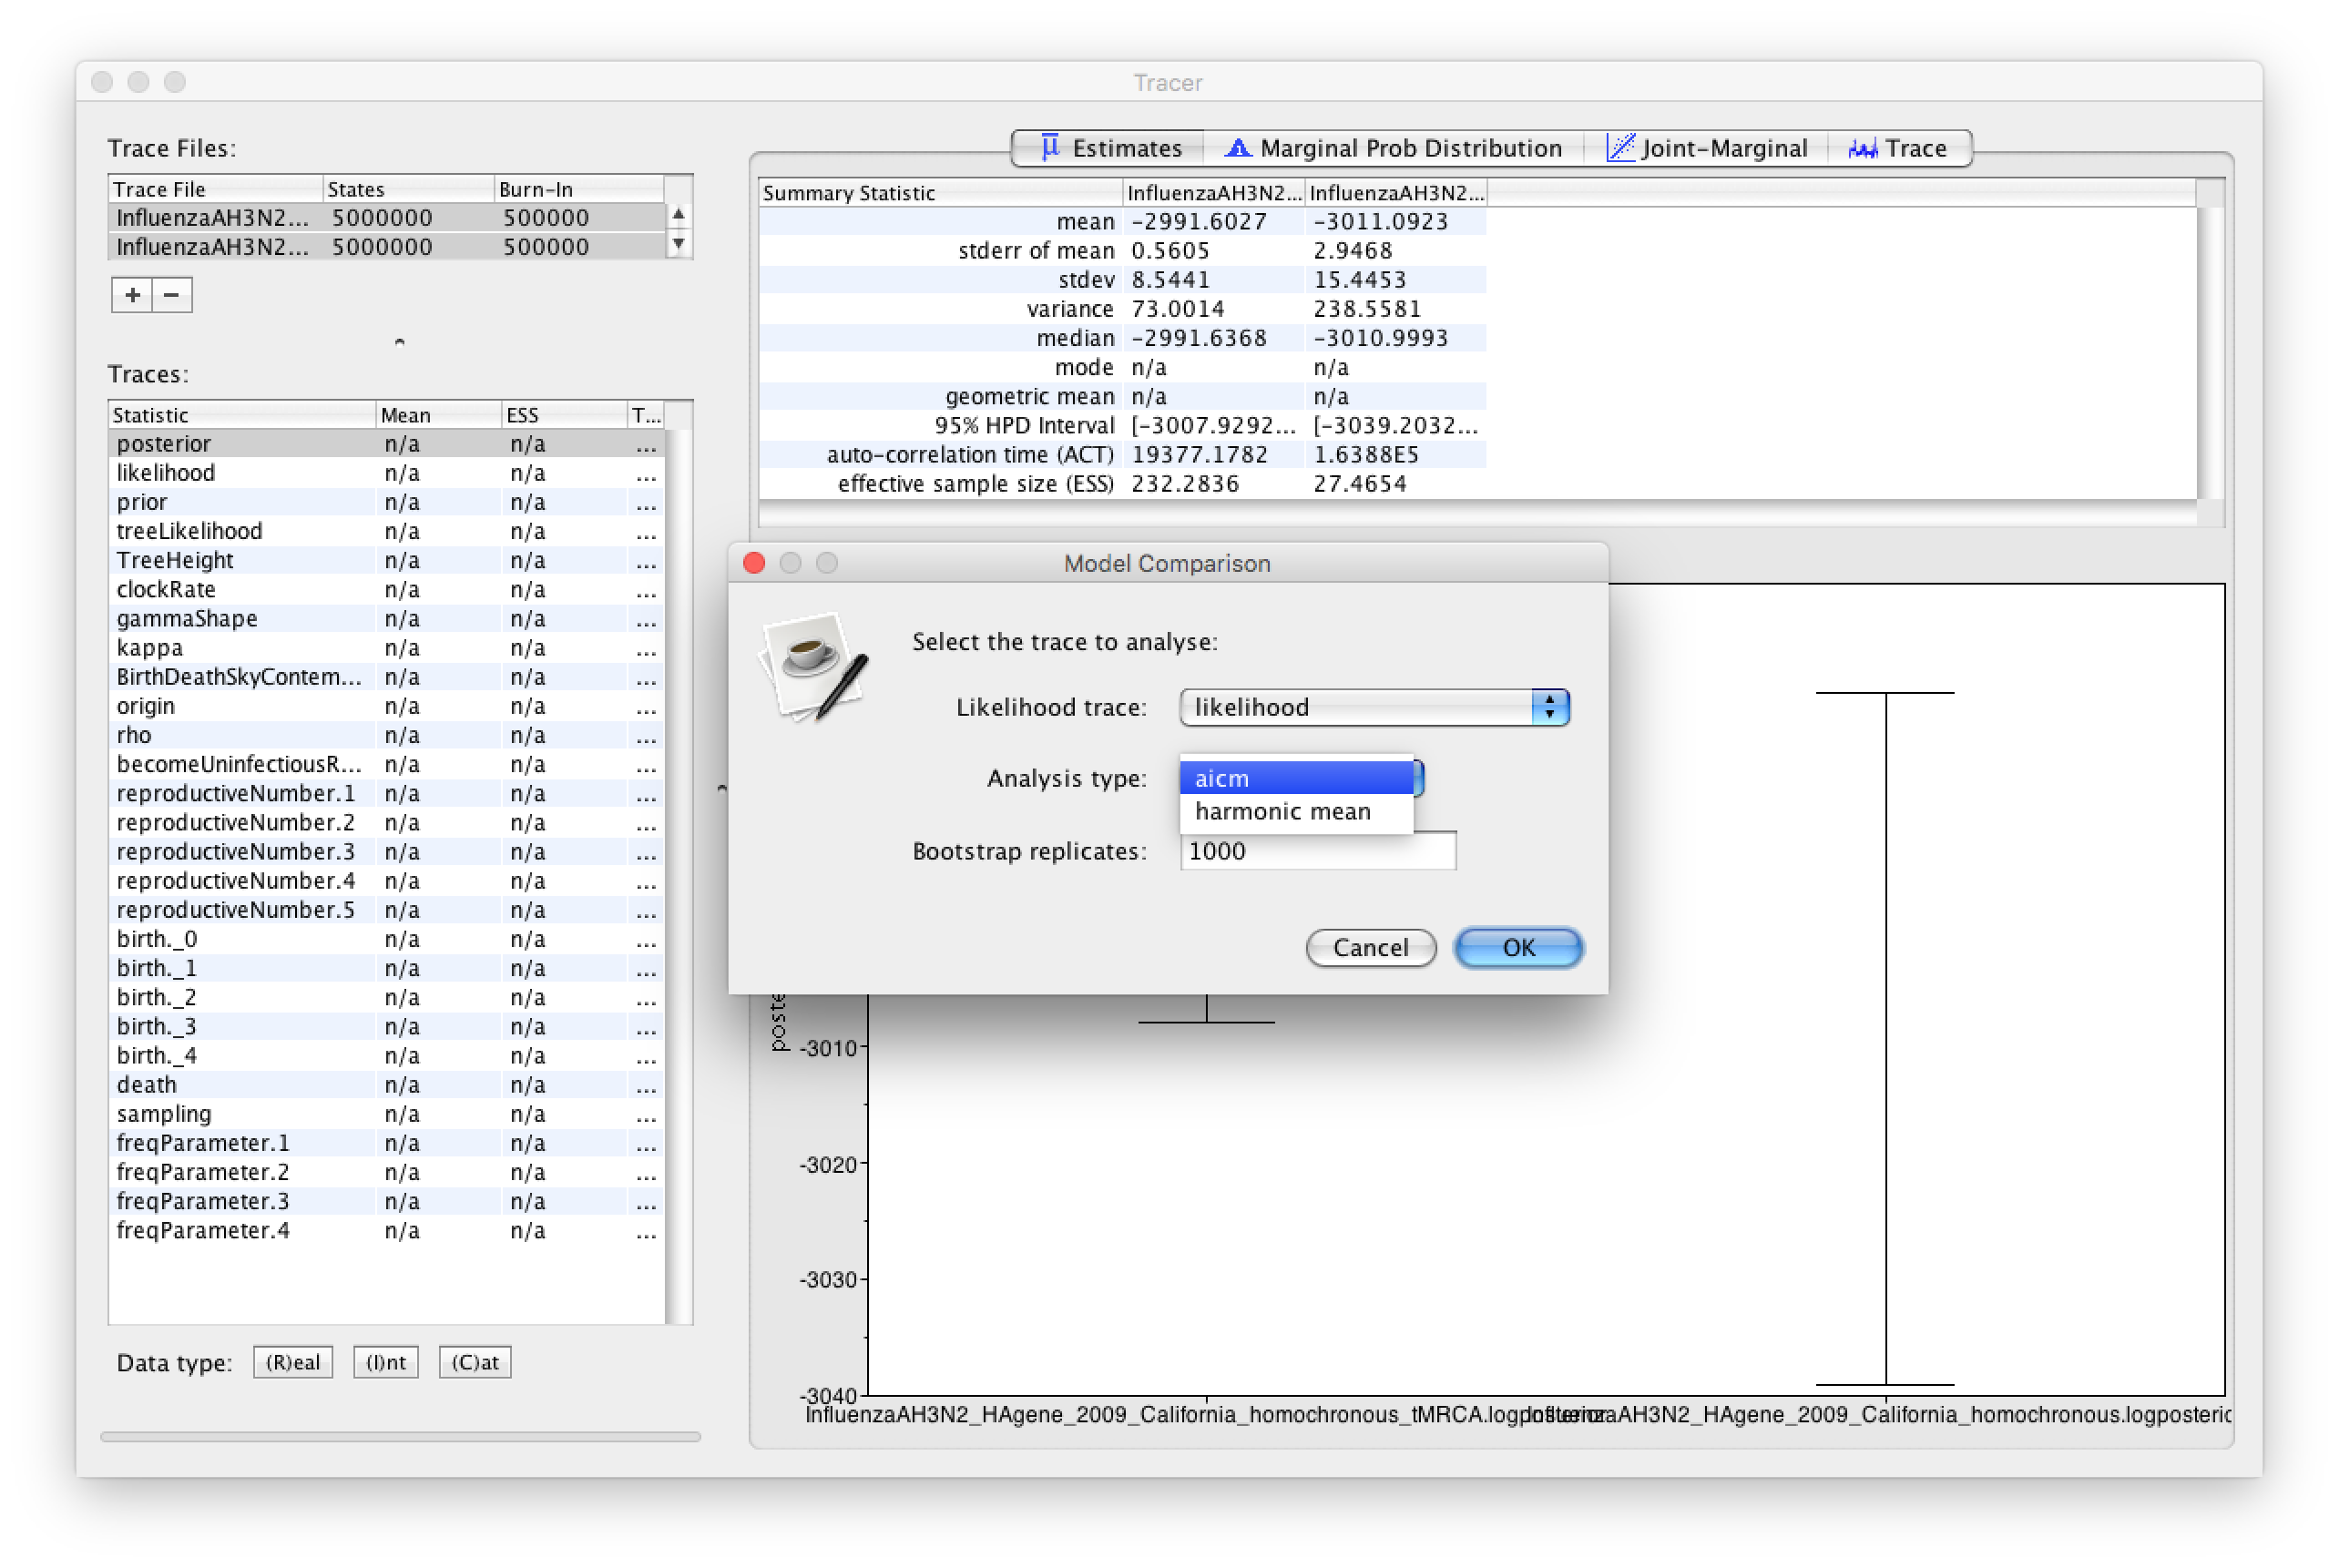 Tracer
Trace Files:
Trace File States Burn-In
InfluenzaAH3N2... 5000000 500000
InfluenzaAH3N2... 5000000 500000
+ −
Traces:
Statistic Mean ESS T...
posterior n/a n/a ...
likelihood n/a n/a ...
prior n/a n/a ...
treeLikelihood n/a n/a ...
TreeHeight n/a n/a ...
clockRate n/a n/a ...
gammaShape n/a n/a ...
kappa n/a n/a ...
BirthDeathSkyContem... n/a n/a ...
origin n/a n/a ...
rho n/a n/a ...
becomeUninfectiousR... n/a n/a ...
reproductiveNumber.1 n/a n/a ...
reproductiveNumber.2 n/a n/a ...
reproductiveNumber.3 n/a n/a ...
reproductiveNumber.4 n/a n/a ...
reproductiveNumber.5 n/a n/a ...
birth._0 n/a n/a ...
birth._1 n/a n/a ...
birth._2 n/a n/a ...
birth._3 n/a n/a ...
birth._4 n/a n/a ...
death n/a n/a ...
sampling n/a n/a ...
freqParameter.1 n/a n/a ...
freqParameter.2 n/a n/a ...
freqParameter.3 n/a n/a ...
freqParameter.4 n/a n/a ...
Data type: (R)eal (I)nt (C)at
Estimates Marginal Prob Distribution Joint-Marginal Trace
Summary Statistic InfluenzaAH3N2... InfluenzaAH3N2...
mean -2991.6027 -3011.0923
stderr of mean 0.5605 2.9468
stdev 8.5441 15.4453
variance 73.0014 238.5581
median -2991.6368 -3010.9993
mode n/a n/a
geometric mean n/a n/a
95% HPD Interval [-3007.9292... [-3039.2032...
auto-correlation time (ACT) 19377.1782 1.6388E5
effective sample size (ESS) 232.2836 27.4654
Model Comparison
Select the trace to analyse:
Likelihood trace: likelihood
Analysis type: aicm
harmonic mean
Bootstrap replicates: 1000
Cancel OK
poste
-3010
-3020
-3030
-3040
InfluenzaAH3N2_HAgene_2009_California_homochronous_tMRCA.logposterior InfluenzaAH3N2_HAgene_2009_California_homochronous.logposteric